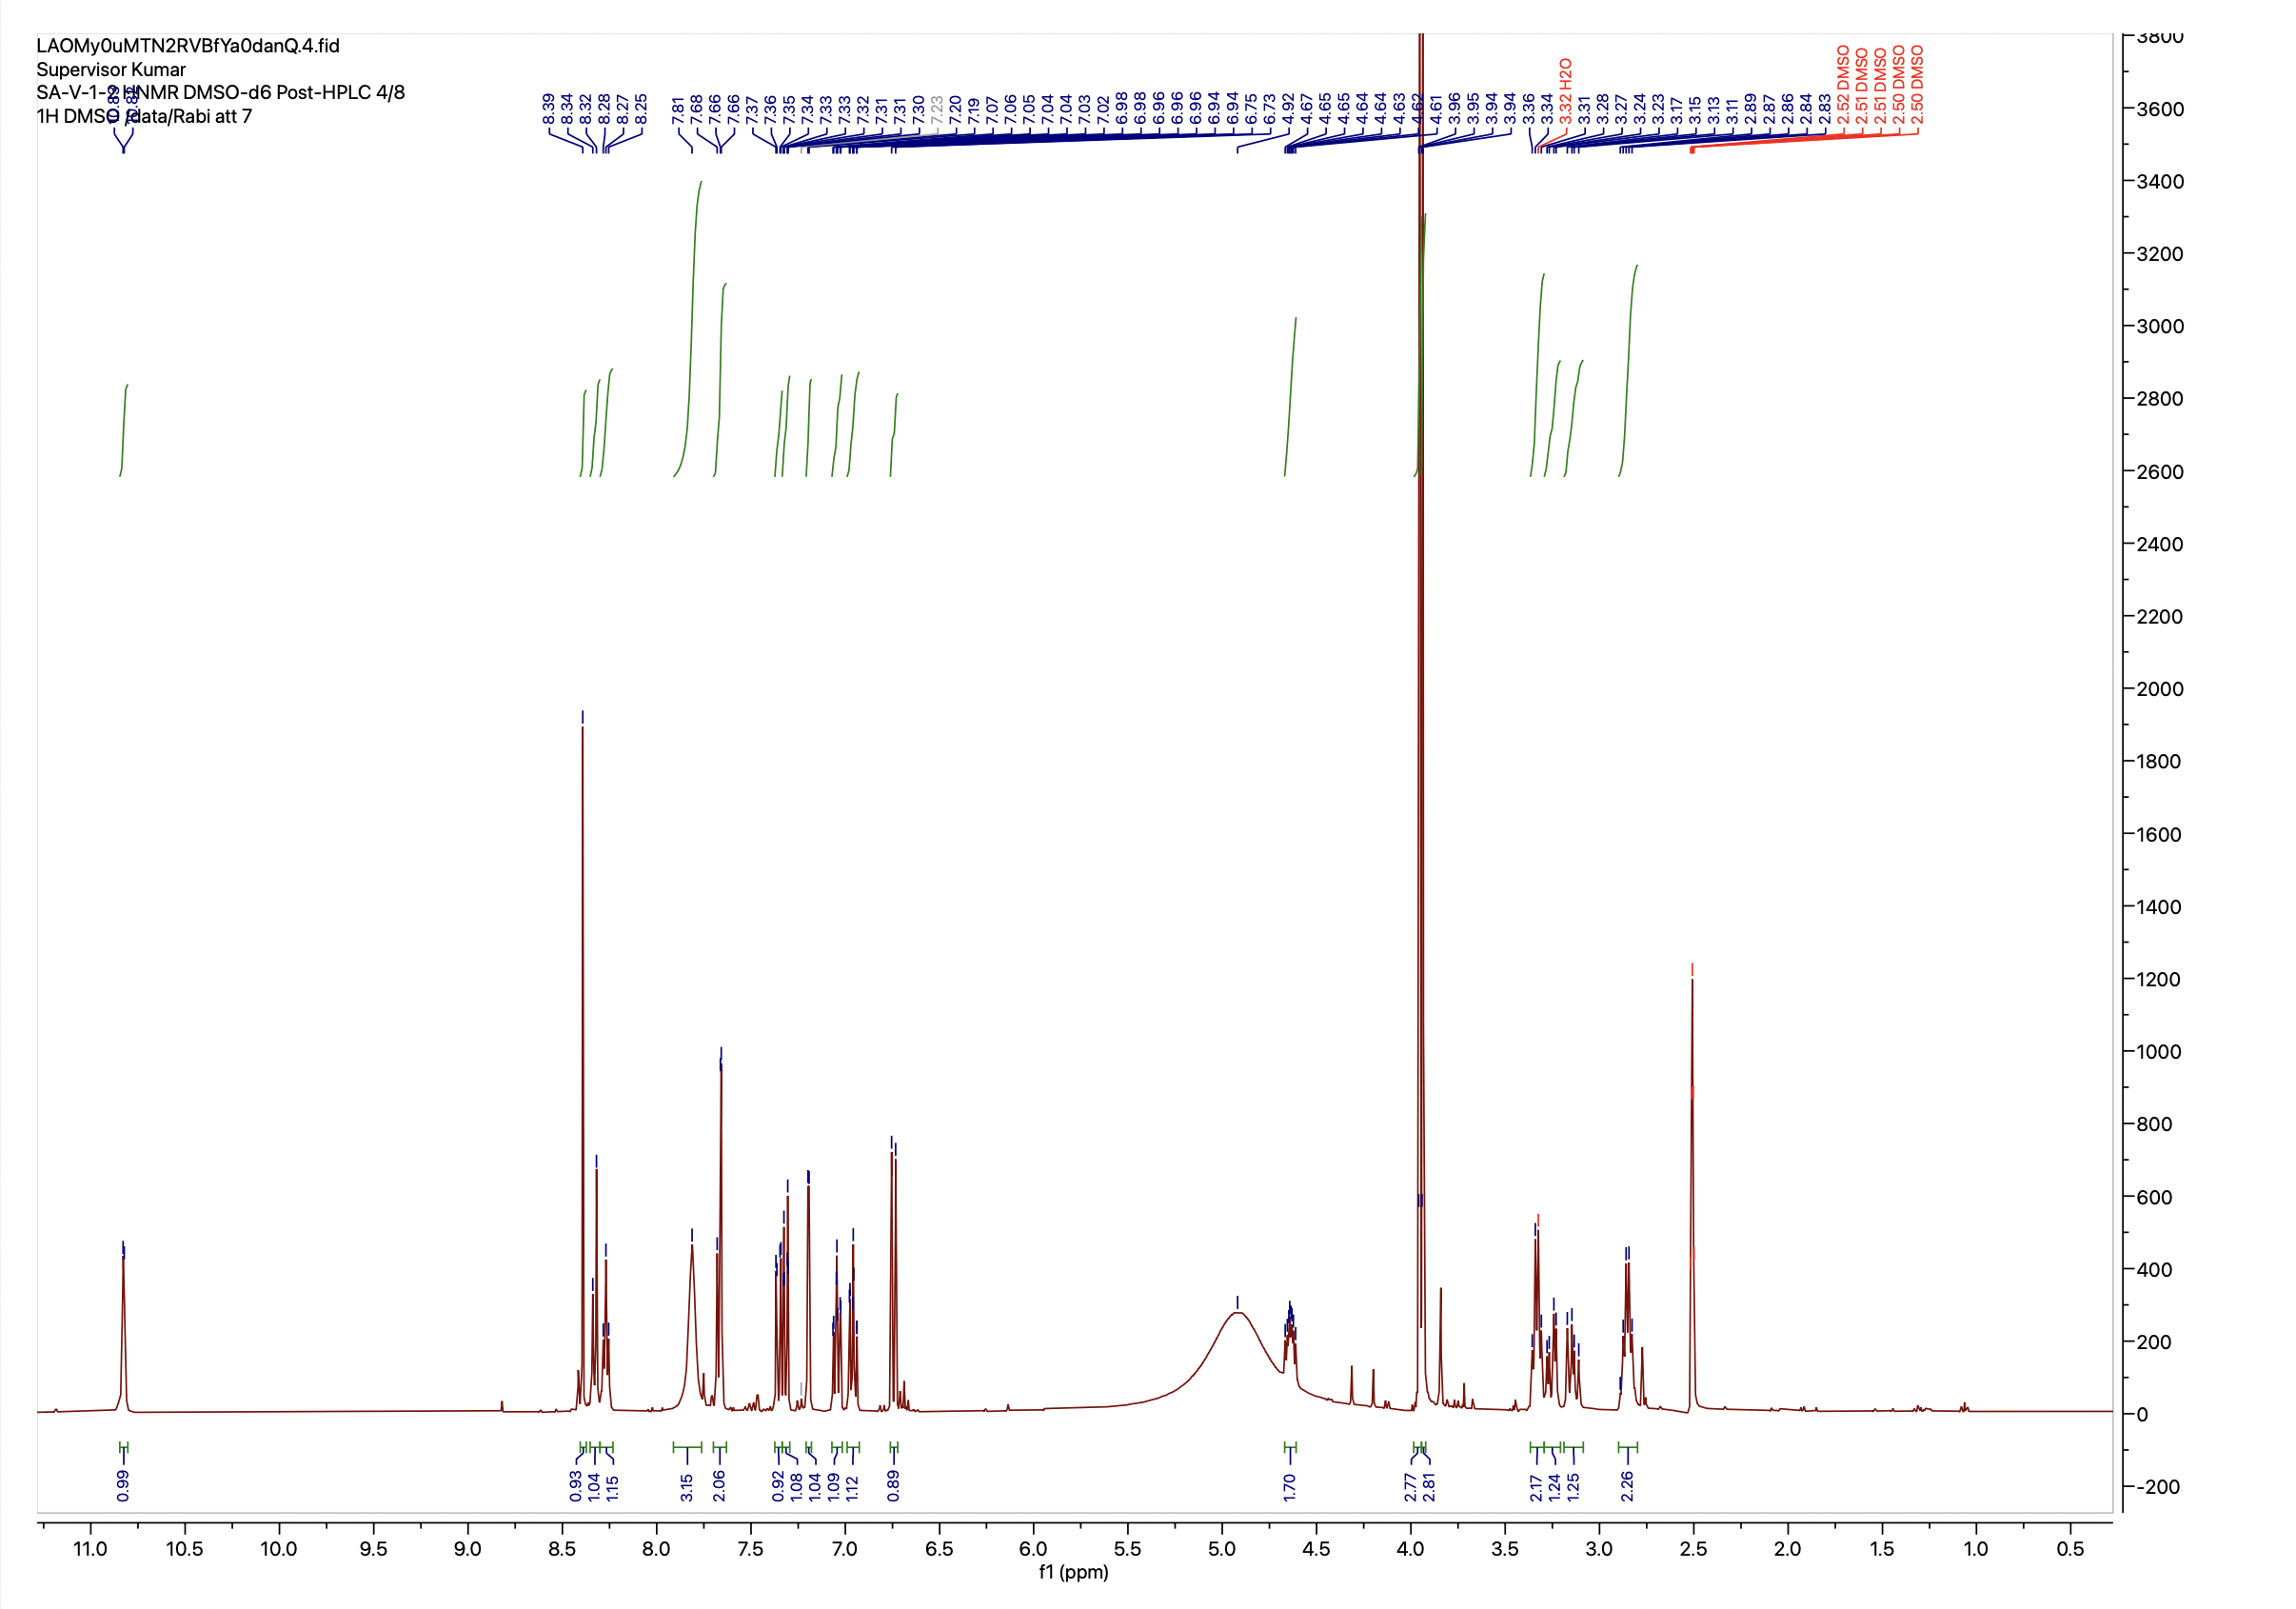 LAOMy0uMTN2RVBfYa0danQ.4.fid
Supervisor Kumar
SA-V-1-2 HNMR DMSO-d6 Post-HPLC 4/8
1H DMSO /data/Rabi att 7
10.83 10.82 8.39 8.34 8.32 8.28 8.27 8.25 7.81 7.68 7.66 7.66 7.37 7.36 7.35 7.34 7.33 7.33 7.32 7.31 7.31 7.30 7.23 7.20 7.19 7.07 7.06 7.05 7.04 7.04 7.03 7.02 6.98 6.98 6.96 6.96 6.96 6.94 6.94 6.75 6.73 4.92 4.67 4.65 4.65 4.64 4.64 4.63 4.62 4.61 3.96 3.95 3.94 3.94 3.36 3.34 3.32 H2O 3.31 3.28 3.27 3.24 3.23 3.17 3.15 3.13 3.11 2.89 2.87 2.86 2.84 2.83 2.52 DMSO 2.51 DMSO 2.51 DMSO 2.50 DMSO 2.50 DMSO
3800
3600
3400
3200
3000
2800
2600
2400
2200
2000
1800
1600
1400
1200
1000
800
600
400
200
0
-200
0.99 0.93 1.04 1.15 3.15 2.06 0.92 1.08 1.04 1.09 1.12 0.89 1.70 2.77 2.81 2.17 1.24 1.25 2.26
11.0 10.5 10.0 9.5 9.0 8.5 8.0 7.5 7.0 6.5 6.0 5.5 5.0 4.5 4.0 3.5 3.0 2.5 2.0 1.5 1.0 0.5
f1 (ppm)